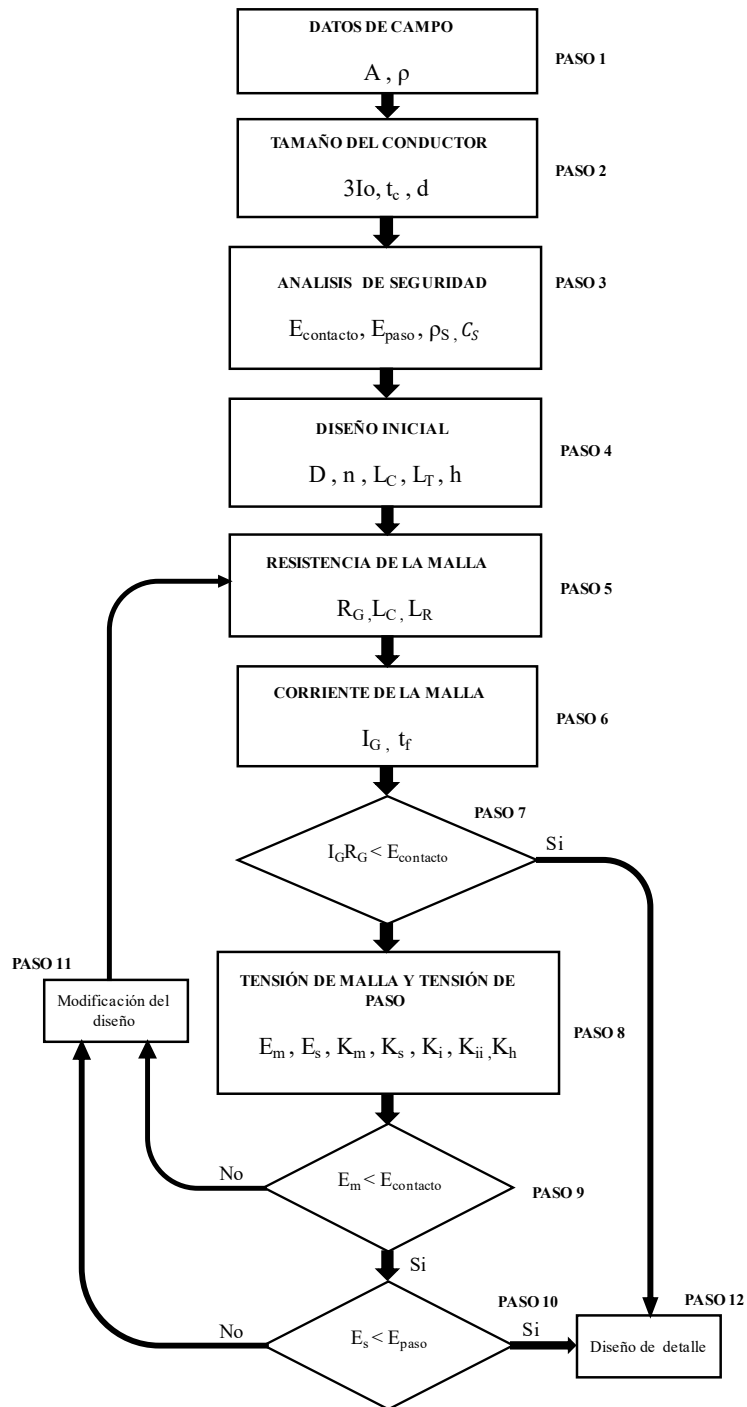 DATOS DE CAMPO
A , ρ
PASO 1
TAMAÑO DEL CONDUCTOR
3Io, tc , d
PASO 2
ANALISIS DE SEGURIDAD
Econtacto, Epaso , ρS , CS
PASO 3
DISEÑO INICIAL
D , n , LC , LT , h
PASO 4
RESISTENCIA DE LA MALLA
RG ,LC , LR
PASO 5
CORRIENTE DE LA MALLA
IG , tf
PASO 6
PASO 7
IGRG < Econtacto
Si
PASO 11
Modificación del
diseño
TENSIÓN DE MALLA Y TENSIÓN DE
PASO
Em , Es , Km , Ks , Ki , Kii ,Kh
PASO 8
No
Em < Econtacto
PASO 9
Si
No
Es < Epaso
PASO 10
Si
PASO 12
Diseño de detalle